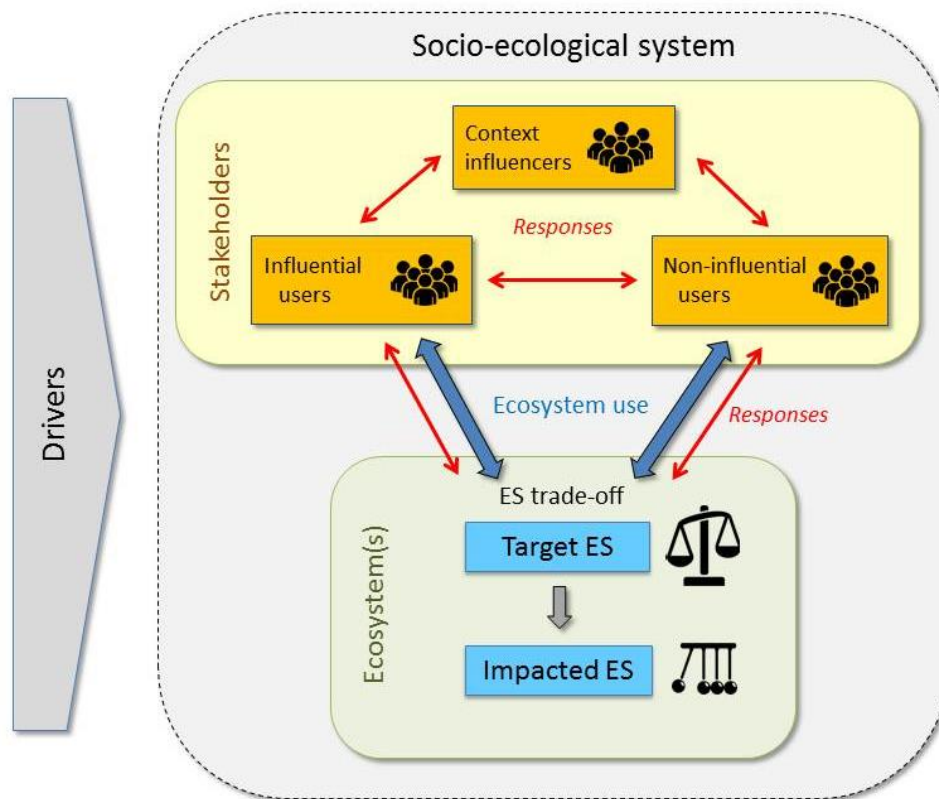 Socio-ecological system
Drivers
Stakeholders
Context
influencers
Responses
Influential
users
Non-influential
users
Ecosystem use
Responses
Ecosystem(s)
ES trade-off
Target ES
Impacted ES